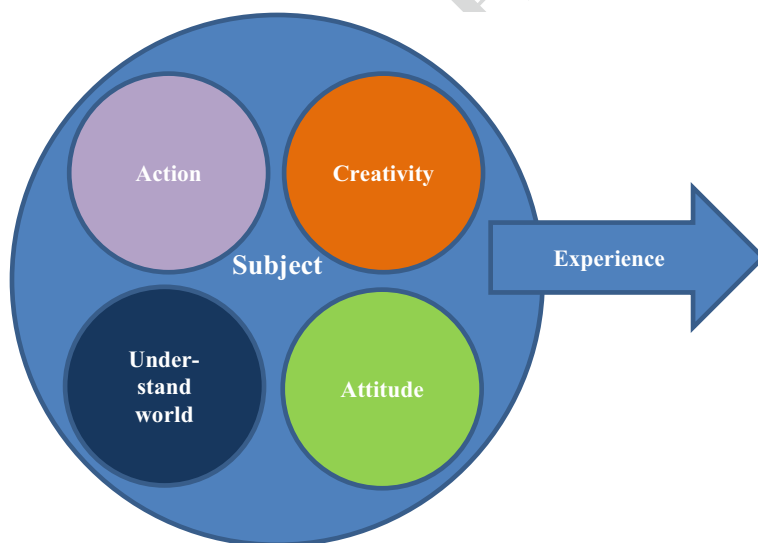 Action
Creativity
Subject
Experience
Under-
stand
world
Attitude